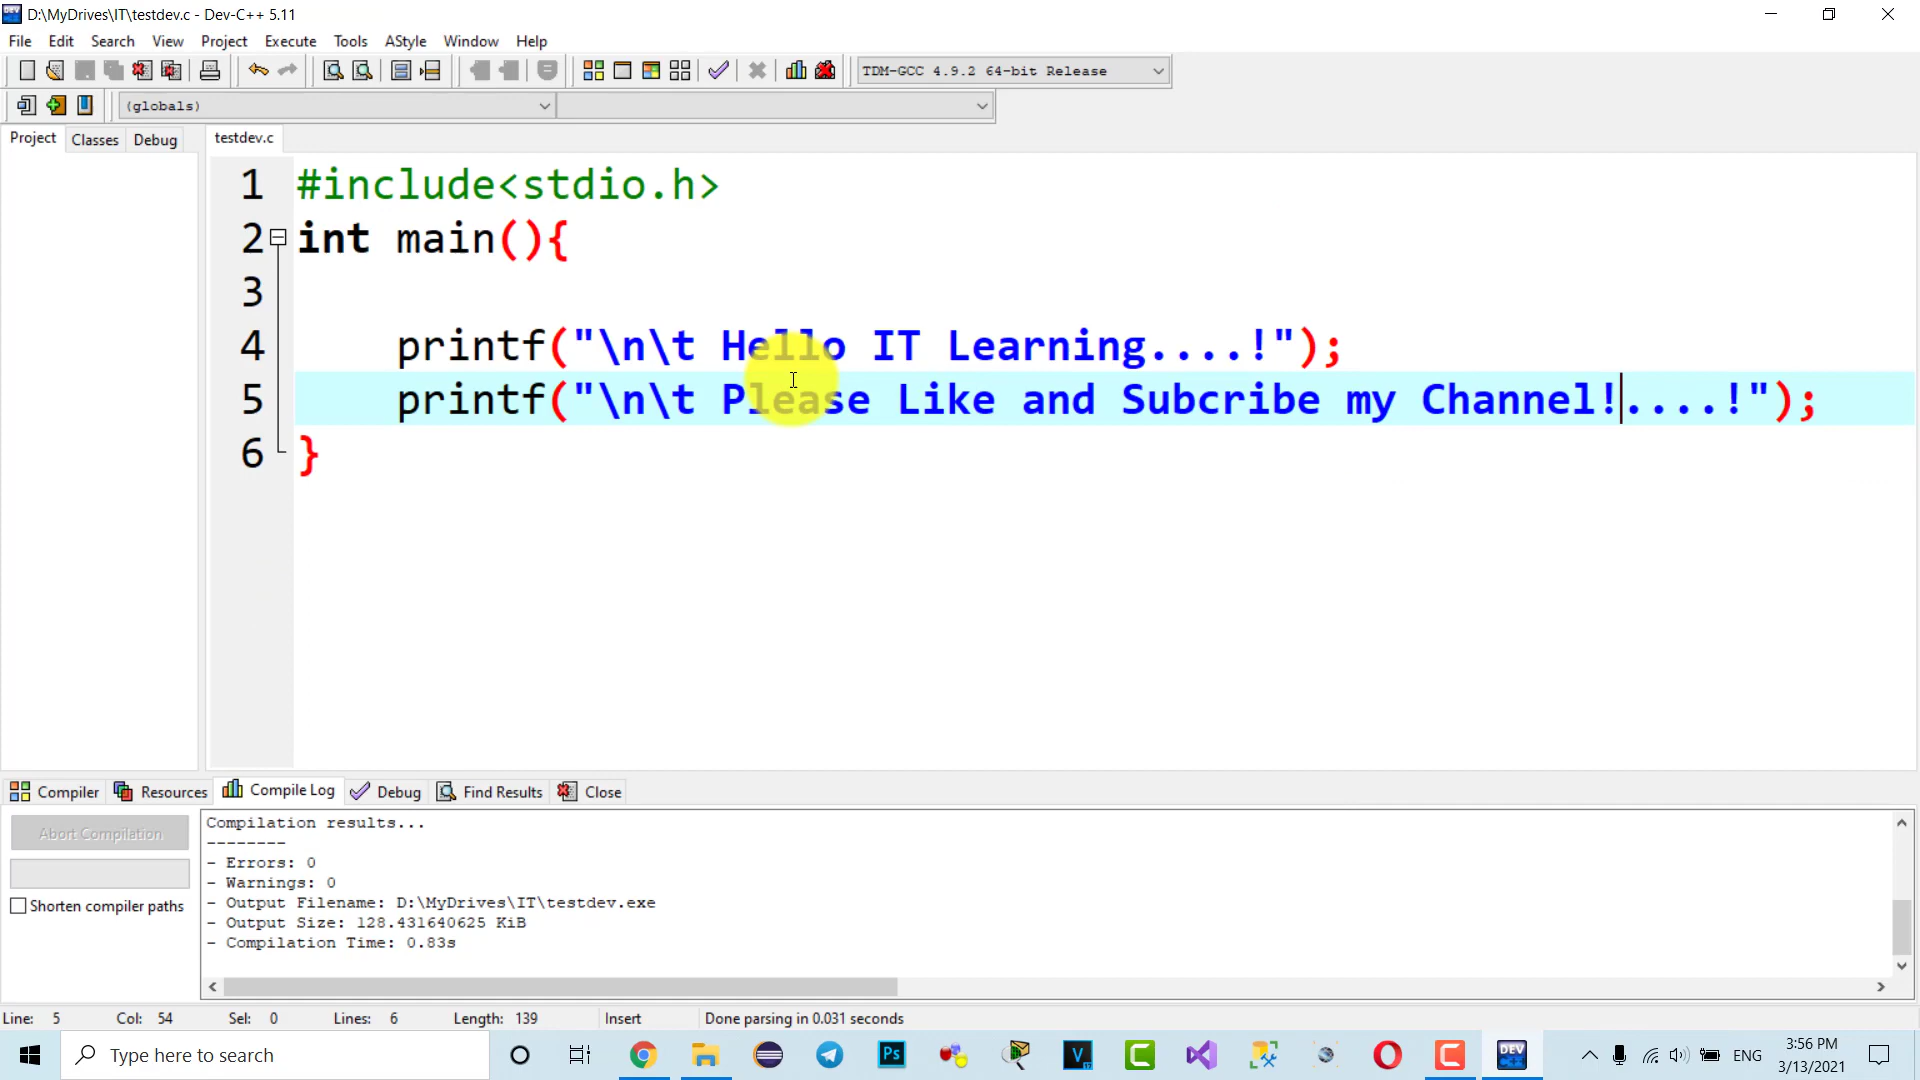 D:\MyDrives\IT\testdev.c - Dev-C++ 5.11
File Edit Search View Project Execute Tools AStyle Window Help
TDM-GCC 4.9.2 64-bit Release
(globals)
Project Classes Debug testdev.c
1 #include<stdio.h>
2 int main(){
3
4 printf("\n\t Hello IT Learning....!");
5 printf("\n\t Please Like and Subcribe my Channel!....!");
6 }
Compiler Resources Compile Log Debug Find Results Close
Abort Compilation
Shorten compiler paths
Compilation results...
--------
- Errors: 0
- Warnings: 0
- Output Filename: D:\MyDrives\IT\testdev.exe
- Output Size: 128.431640625 KiB
- Compilation Time: 0.83s
Line: 5 Col: 54 Sel: 0 Lines: 6 Length: 139 Insert Done parsing in 0.031 seconds
Type here to search
Ps
V
C
C
DEV
ENG
3:56 PM
3/13/2021